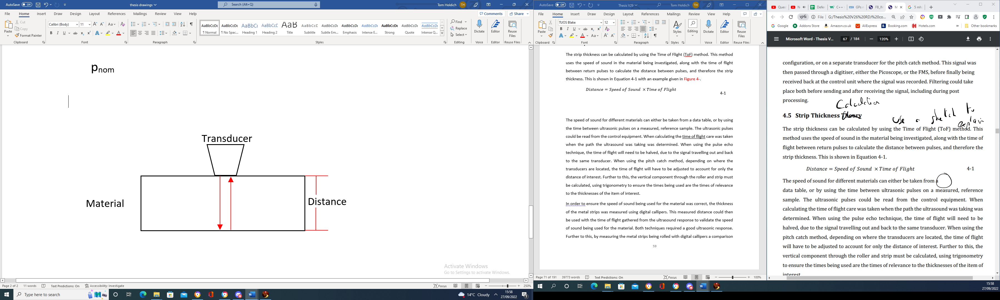 AutoSave Off
thesis drawings
Search (Alt+Q)
Tom Holdich TH
File Home Insert Draw Design Layout References Mailings Review View Help
Comments Share
Paste
Cut
Copy
Format Painter
Clipboard
Calibri (Body) 11
Font
Paragraph
AaBbCcDc Normal
AaBbCcDc No Spac...
AaBbCc Heading 1
AaBbCcC Heading 2
AaB Title
AaBbCcC Subtitle
AaBbCcDc Subtle Em...
AaBbCcDc Emphasis
AaBbCcDc Intense E...
AaBbCcDc Strong
AaBbCcDc Quote
AaBbCcDc Intense Q...
Styles
Find
Replace
Select
Editing
Dictate
Voice
Editor
Editor
Reuse Files
Reuse Files
pnom
Transducer
Material
Distance
Activate Windows
Go to Settings to activate Windows.
Page 2 of 2 11 words Text Predictions: On Accessibility: Investigate
Focus 250%
Type here to search
14°C Cloudy
15:58
27/09/2022
AutoSave Off
Thesis V29
Tom Holdich TH
File Home Insert Draw Design Layout References Mailings Review View Help
Paste
Clipboard
TUOS Blake 12
Font
Paragraph
Styles
Styles
Editing
Dictate
Voice
Editor
Editor
Reuse Files
Reuse Files
The strip thickness can be calculated by using the Time of Flight (ToF) method. This method
uses the speed of sound in the material being investigated, along with the time of flight
between return pulses to calculate the distance between pulses, and therefore the strip
thickness. This is shown in Equation 4-1 with an example given in Figure 4-.
Distance = Speed of Sound × Time of Flight
4-1
The speed of sound for different materials can either be taken from a data table, or by using
the time between ultrasonic pulses on a measured, reference sample. The ultrasonic pulses
could be read from the control equipment. When calculating the time of flight care was taken
when the path the ultrasound was taking was determined. When using the pulse echo
technique, the time of flight will need to be halved, due to the signal travelling out and back
to the same transducer. When using the pitch catch method, depending on where the
transducers are located, the time of flight will have to be adjusted to account for only the
distance of interest. Further to this, the vertical component through the roller and strip must
be calculated, using trigonometry to ensure the times being used are the times of relevance
to the thicknesses of the item of interest.
In order to ensure the speed of sound being used for the material was correct, the thickness
of the metal strips was measured using digital callipers. This measured distance could then
be used with the time of flight gathered from the ultrasound response to validate the speed
of sound being used for the material. Both techniques required a good ultrasonic response.
Further to this, by measuring the metal strips being rolled with digital callipers a comparison
59
Page 71 of 191 39773 words Text Predictions: On Focus 100%
Ques
Defer
C++
GPs
FB_I
M
5 mh
VPN File G:/Thesis%20V26%20RDJ%20co...
Google Addons Store Amazon.co.uk AliExpress Booking.com Hotels.com Other bookmarks
Microsoft Word - Thesis V... 67 / 184 120%
configuration, or on a separate transducer for the pitch catch method. This signal was
then passed through a digitiser, either the Picoscope, or the FMS, before finally being
received back at the control unit where the signal was recorded. Filtering could take
place both before sending and after receiving the signal, including during post
processing.
Calculation
4.5 Strip Thickness Theory
use a sketch to
explain
The strip thickness can be calculated by using the Time of Flight (ToF) method. This
method uses the speed of sound in the material being investigated, along with the time of
flight between return pulses to calculate the distance between pulses, and therefore the
strip thickness. This is shown in Equation 4-1.
Distance = Speed of Sound × Time of Flight 4-1
The speed of sound for different materials can either be taken from a
data table, or by using the time between ultrasonic pulses on a measured, reference
sample. The ultrasonic pulses could be read from the control equipment. When
calculating the time of flight care was taken when the path the ultrasound was taking was
determined. When using the pulse echo technique, the time of flight will need to be
halved, due to the signal travelling out and back to the same transducer. When using the
pitch catch method, depending on where the transducers are located, the time of flight
will have to be adjusted to account for only the distance of interest. Further to this, the
vertical component through the roller and strip must be calculated, using trigonometry
to ensure the times being used are the times of relevance to the thicknesses of the item of
interest.
15:58
27/09/2022